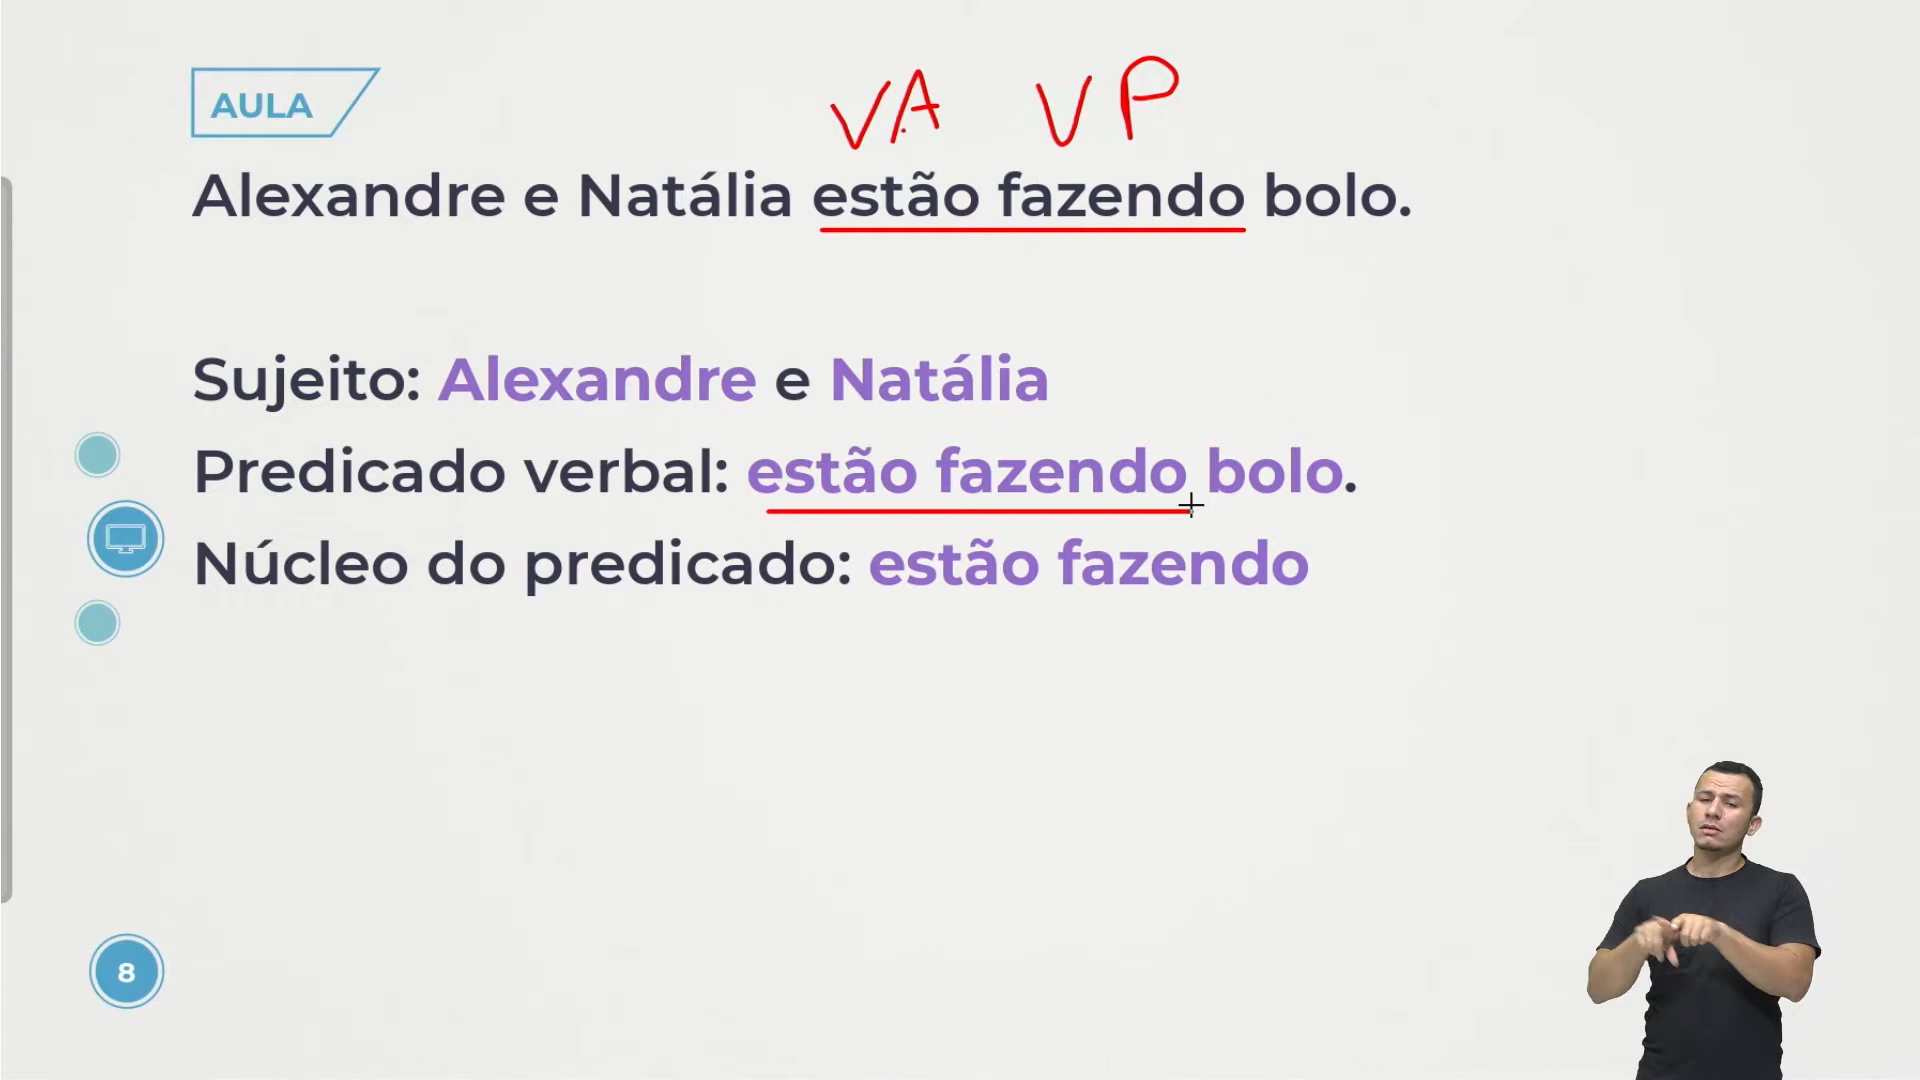 AULA
VA VP
Alexandre e Natália estão fazendo bolo.
Sujeito: Alexandre e Natália
Predicado verbal: estão fazendo bolo.
Núcleo do predicado: estão fazendo
8